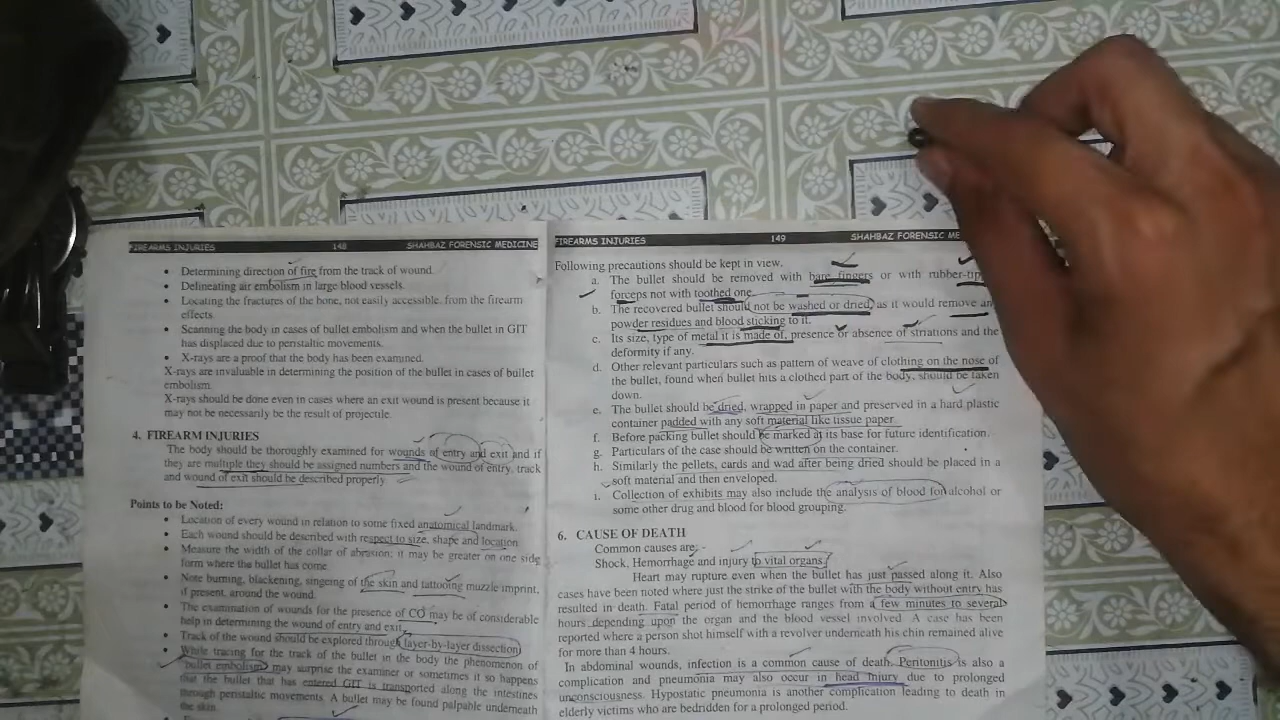 FIREARMS INJURIES 148 SHAHBAZ FORENSIC MEDICINE
• Determining direction of fire from the track of wound.
• Delineating air embolism in large blood vessels.
• Locating the fractures of the bone, not easily accessible, from the firearm
effects
• Scanning the body in cases of bullet embolism and when the bullet in GIT
has displaced due to peristaltic movements.
• X-rays are a proof that the body has been examined.
X-rays are invaluable in determining the position of the bullet in cases of bullet
embolism.
X-rays should be done even in cases where an exit wound is present because it
may not be necessarily be the result of projectile.
4. FIREARM INJURIES
The body should be thoroughly examined for wounds of entry and exit and if
they are multiple they should be assigned numbers and the wound of entry, track
and wound of exit should be described properly
Points to be Noted:
• Location of every wound in relation to some fixed anatomical landmark.
• Each wound should be described with respect to size, shape and location
• Measure the width of the collar of abrasion; it may be greater on one side
form where the bullet has come
• Note burning, blackening, singeing of the skin and tattooing muzzle imprint,
if present, around the wound.
• The examination of wounds for the presence of CO may be of considerable
help in determining the wound of entry and exit
• Track of the wound should be explored through layer-by-layer dissection
• While tracing for the track of the bullet in the body the phenomenon of
bullet embolism may surprise the examiner or sometimes it so happens
that the bullet that has entered GIT is transported along the intestines
through peristaltic movements. A bullet may be found palpable underneath
the skin.
FIREARMS INJURIES 149 SHAHBAZ FORENSIC ME
Following precautions should be kept in view.
a. The bullet should be removed with bare fingers or with rubber-tip
forceps not with toothed one.
b. The recovered bullet should not be washed or dried, as it would remove an
powder residues and blood sticking to it.
c. Its size, type of metal it is made of, presence or absence of striations and the
deformity if any.
d. Other relevant particulars such as pattern of weave of clothing on the nose of
the bullet, found when bullet hits a clothed part of the body, should be taken
down.
e. The bullet should be dried, wrapped in paper and preserved in a hard plastic
container padded with any soft material like tissue paper.
f. Before packing bullet should be marked at its base for future identification.
g. Particulars of the case should be written on the container.
h. Similarly the pellets, cards and wad after being dried should be placed in a
soft material and then enveloped.
i. Collection of exhibits may also include the analysis of blood for alcohol or
some other drug and blood for blood grouping.
6. CAUSE OF DEATH
Common causes are; -
Shock, Hemorrhage and injury to vital organs.
Heart may rupture even when the bullet has just passed along it. Also
cases have been noted where just the strike of the bullet with the body without entry has
resulted in death. Fatal period of hemorrhage ranges from a few minutes to several
hours depending upon the organ and the blood vessel involved. A case has been
reported where a person shot himself with a revolver underneath his chin remained alive
for more than 4 hours.
In abdominal wounds, infection is a common cause of death. Peritonitis is also a
complication and pneumonia may also occur in head Injury due to prolonged
unconsciousness. Hypostatic pneumonia is another complication leading to death in
elderly victims who are bedridden for a prolonged period.